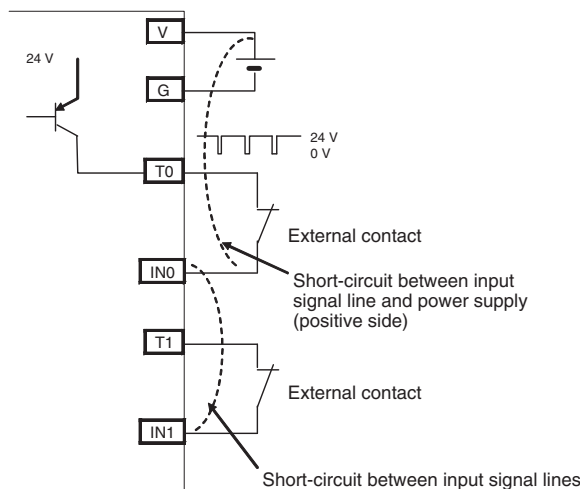 V
24 V
G
24 V
0 V
T0
External contact
IN0
Short-circuit between input
signal line and power supply
(positive side)
T1
External contact
IN1
Short-circuit between input signal lines